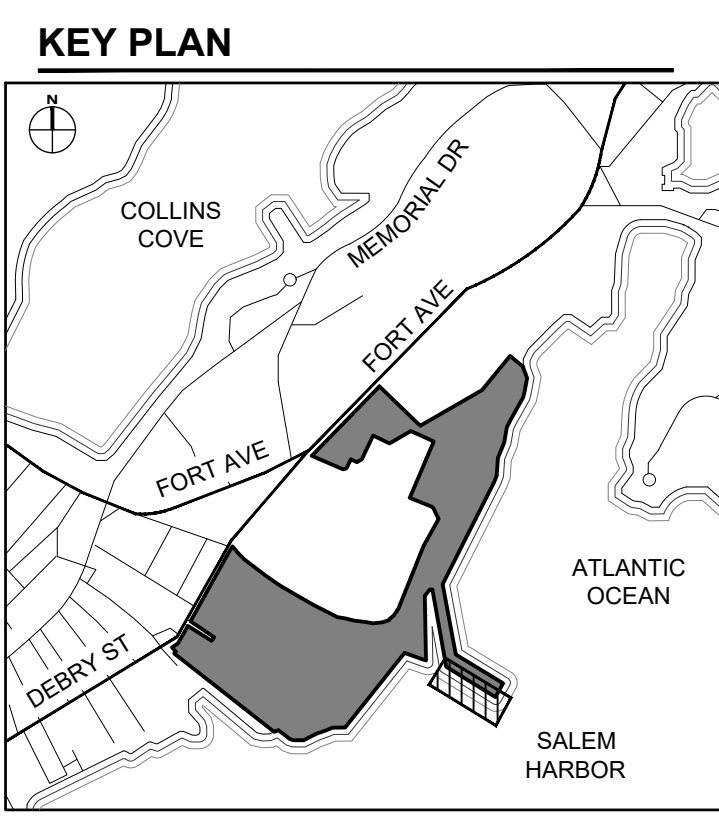 KEY PLAN
N
COLLINS
COVE
MEMORIAL DR
FORT AVE
FORT AVE
ATLANTIC
OCEAN
DEBRY ST
SALEM
HARBOR